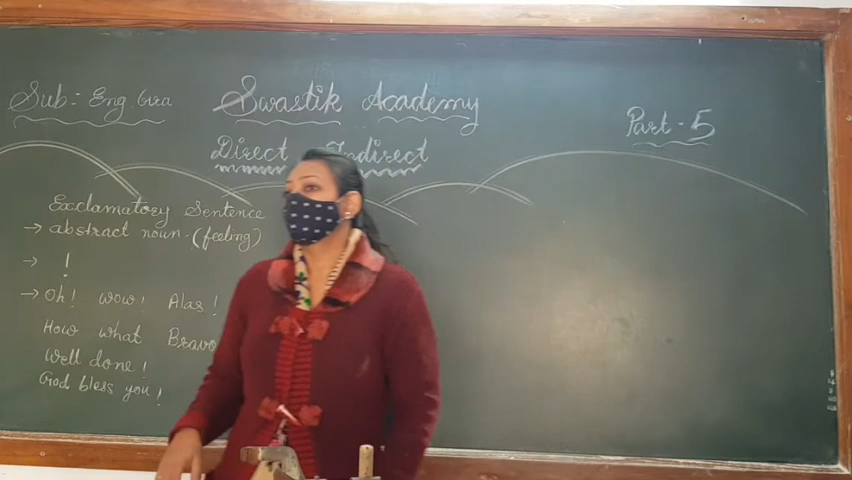 Sub:- Eng. Gra
Swastik Academy
Part-5
Direct Indirect
Exclamatory Sentence
→ abstract noun-(feeling)
→ !
→ Oh! wow! Alas!
How what Bravo
Well done!
God bless you!